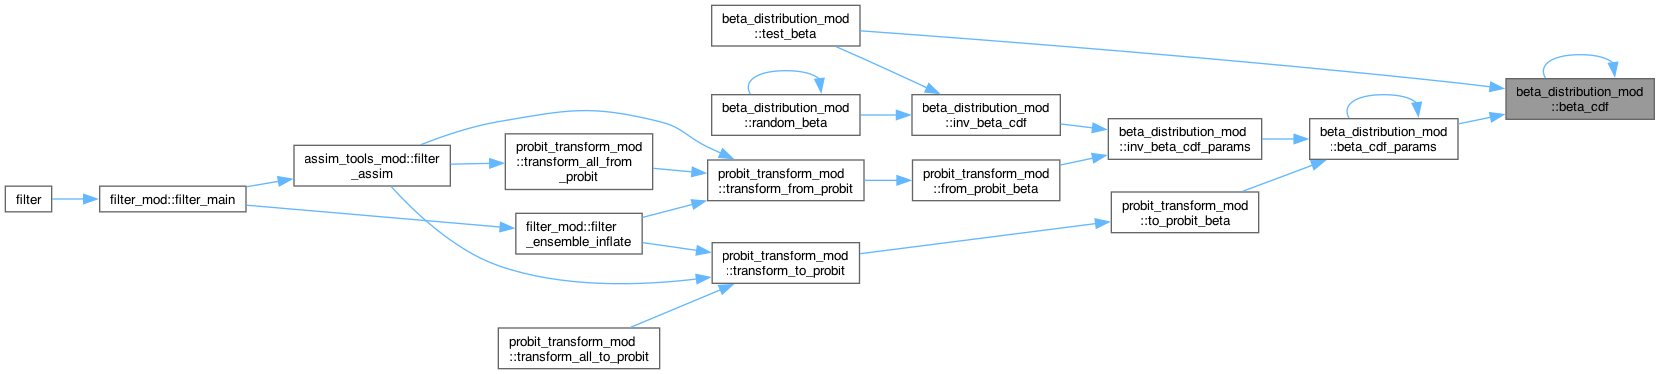 beta_distribution_mod
::test_beta
beta_distribution_mod
::beta_cdf
beta_distribution_mod
::random_beta
beta_distribution_mod
::inv_beta_cdf
beta_distribution_mod
::inv_beta_cdf_params
beta_distribution_mod
::beta_cdf_params
probit_transform_mod
::transform_all_from
_probit
assim_tools_mod::filter
_assim
probit_transform_mod
::transform_from_probit
probit_transform_mod
::from_probit_beta
filter
filter_mod::filter_main
probit_transform_mod
::to_probit_beta
filter_mod::filter
_ensemble_inflate
probit_transform_mod
::transform_to_probit
probit_transform_mod
::transform_all_to_probit